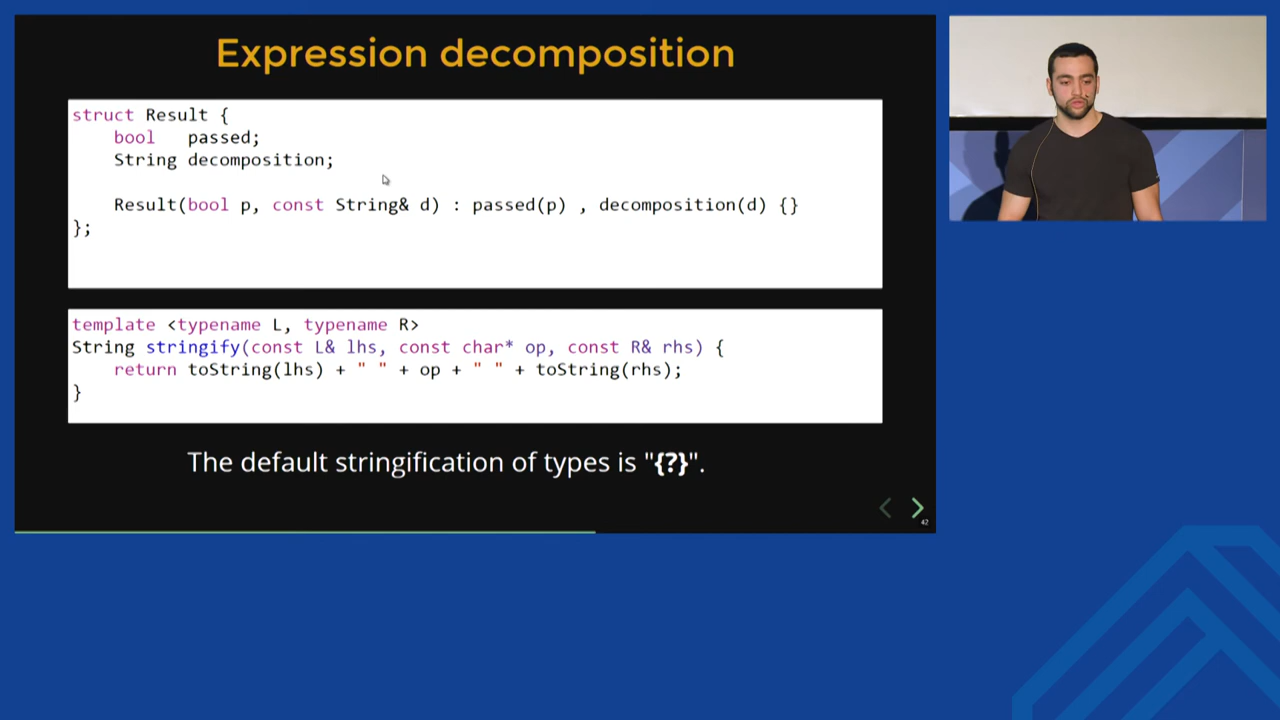 Expression decomposition
struct Result {
    bool   passed;
    String decomposition;
    Result(bool p, const String& d) : passed(p) , decomposition(d) {}
};
template <typename L, typename R>
String stringify(const L& lhs, const char* op, const R& rhs) {
    return toString(lhs) + " " + op + " " + toString(rhs);
}
The default stringification of types is "{?}".
42